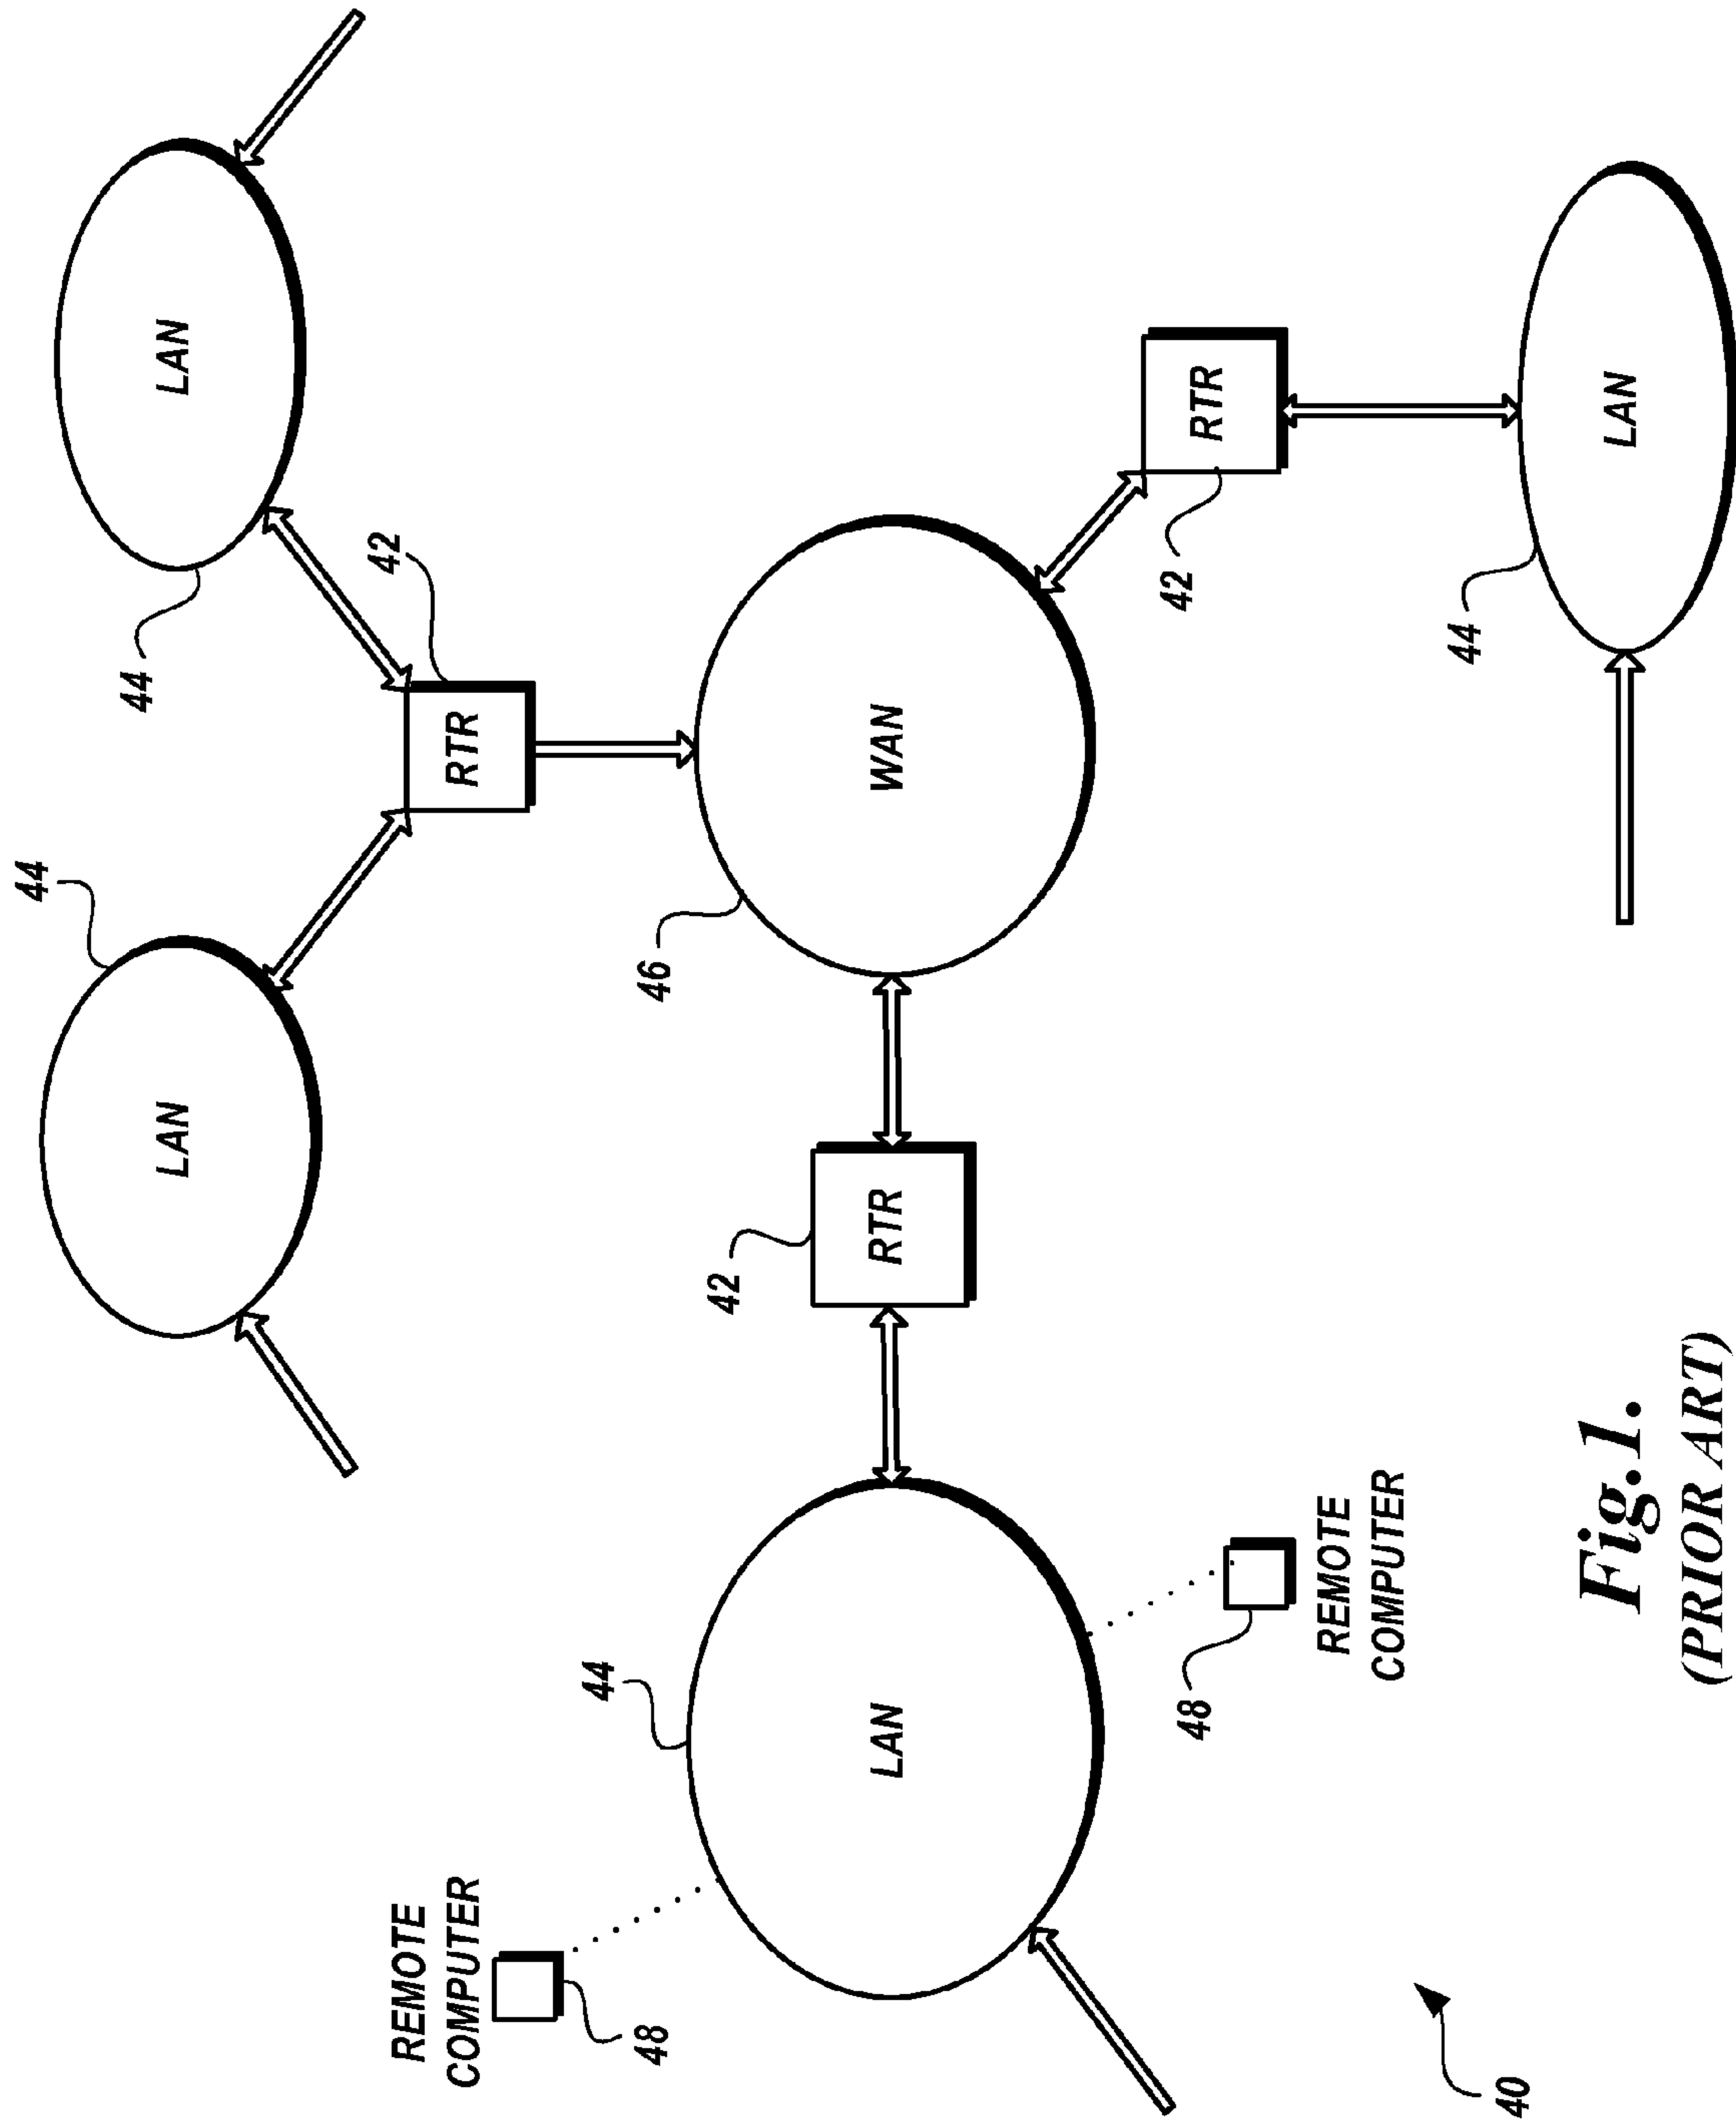 44
44
LAN
LAN
42
REMOTE
COMPUTER
RTR
44
48
46
42
LAN
RTR
WAN
48
42
RTR
REMOTE
COMPUTER
44
40
LAN
Fig.1.
(PRIOR ART)